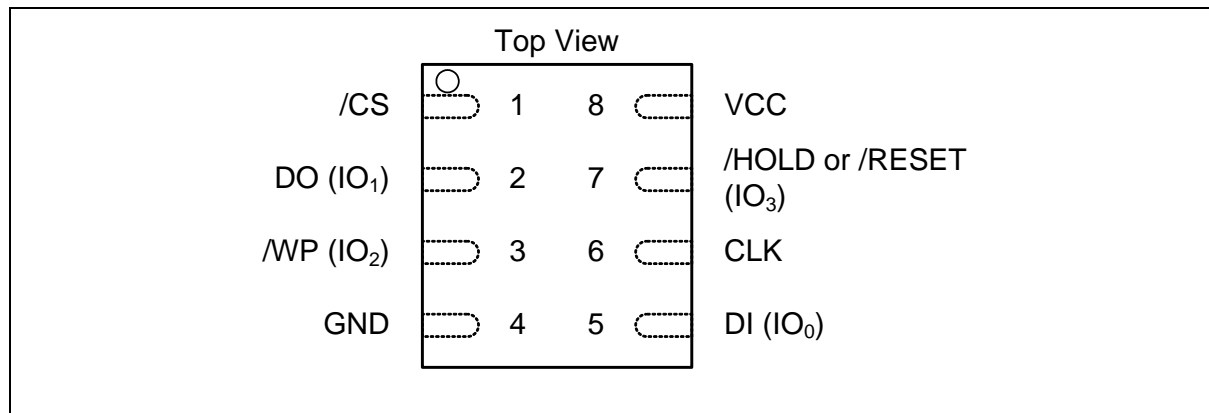 Top View
/CS 1 8 VCC
DO (IO₁) 2 7 /HOLD or /RESET
(IO₃)
/WP (IO₂) 3 6 CLK
GND 4 5 DI (IO₀)